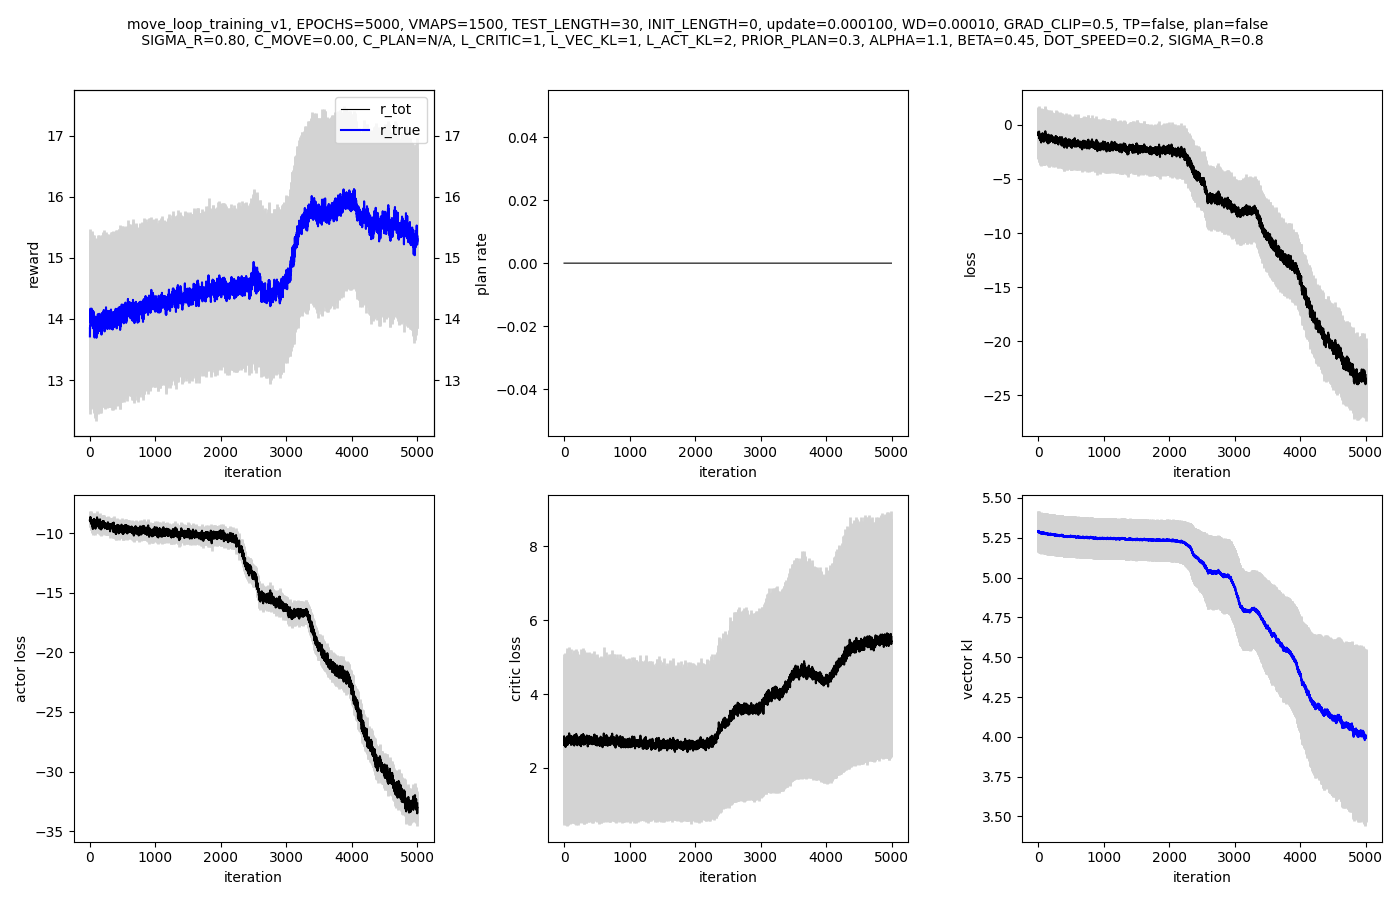 move_loop_training_v1, EPOCHS=5000, VMAPS=1500, TEST_LENGTH=30, INIT_LENGTH=0, update=0.000100, WD=0.00010, GRAD_CLIP=0.5, TP=false, plan=false
SIGMA_R=0.80, C_MOVE=0.00, C_PLAN=N/A, L_CRITIC=1, L_VEC_KL=1, L_ACT_KL=2, PRIOR_PLAN=0.3, ALPHA=1.1, BETA=0.45, DOT_SPEED=0.2, SIGMA_R=0.8
r_tot
r_true
reward
17
16
15
14
13
17
16
15
14
13
0 1000 2000 3000 4000 5000
iteration
plan rate
0.04
0.02
0.00
−0.02
−0.04
0 1000 2000 3000 4000 5000
iteration
loss
0
−5
−10
−15
−20
−25
0 1000 2000 3000 4000 5000
iteration
actor loss
−10
−15
−20
−25
−30
−35
0 1000 2000 3000 4000 5000
iteration
critic loss
8
6
4
2
0 1000 2000 3000 4000 5000
iteration
vector kl
5.50
5.25
5.00
4.75
4.50
4.25
4.00
3.75
3.50
0 1000 2000 3000 4000 5000
iteration